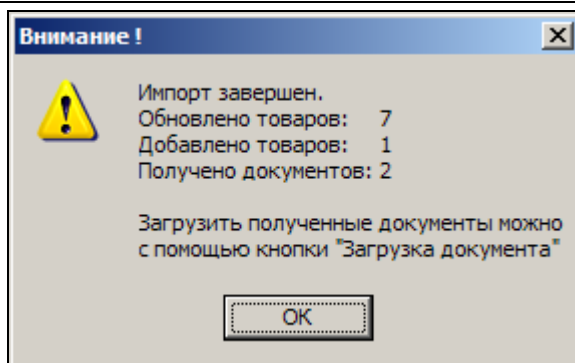 Внимание !
Импорт завершен.
Обновлено товаров: 7
Добавлено товаров: 1
Получено документов: 2
Загрузить полученные документы можно
с помощью кнопки "Загрузка документа"
ОК